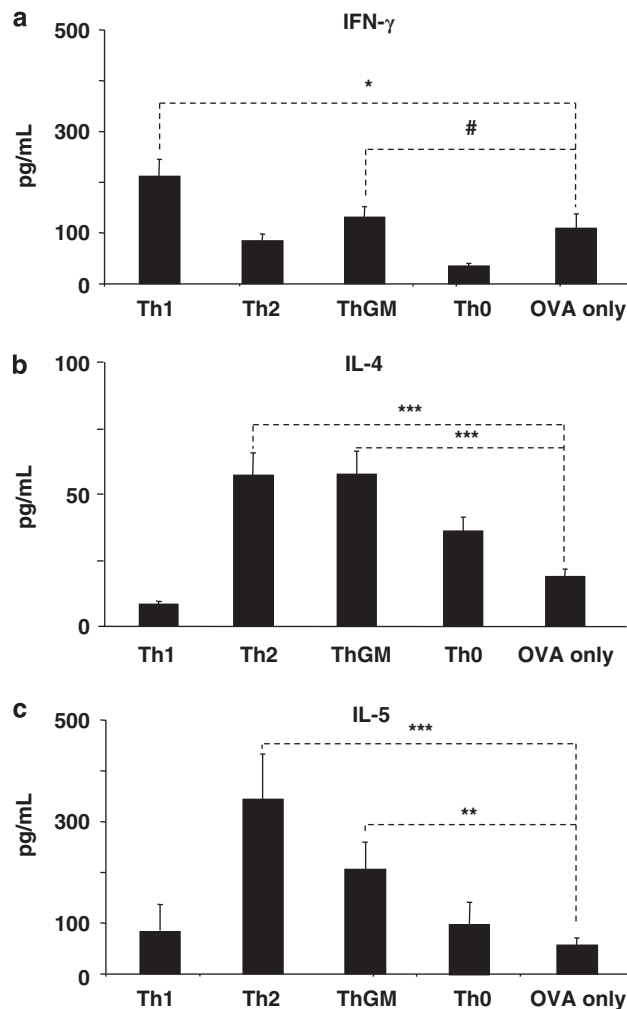 a
IFN-γ
500
300
100
0
pg/mL
*
#
Th1 Th2 ThGM Th0 OVA only
b
IL-4
100
50
0
pg/mL
***
***
Th1 Th2 ThGM Th0 OVA only
c
IL-5
500
300
100
0
pg/mL
***
**
Th1 Th2 ThGM Th0 OVA only